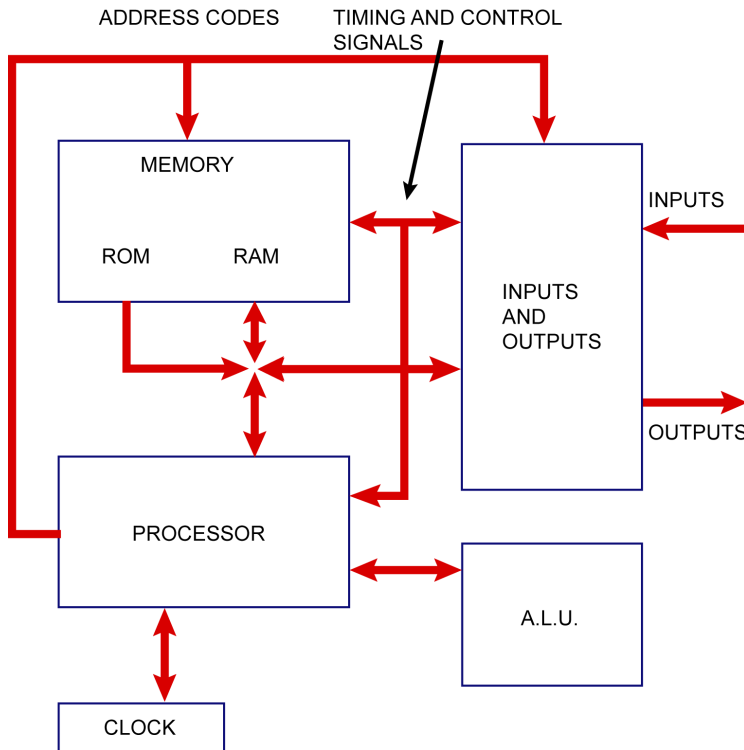 ADDRESS CODES
TIMING AND CONTROL
SIGNALS
MEMORY
ROM
RAM
INPUTS
INPUTS
AND
OUTPUTS
OUTPUTS
PROCESSOR
A.L.U.
CLOCK